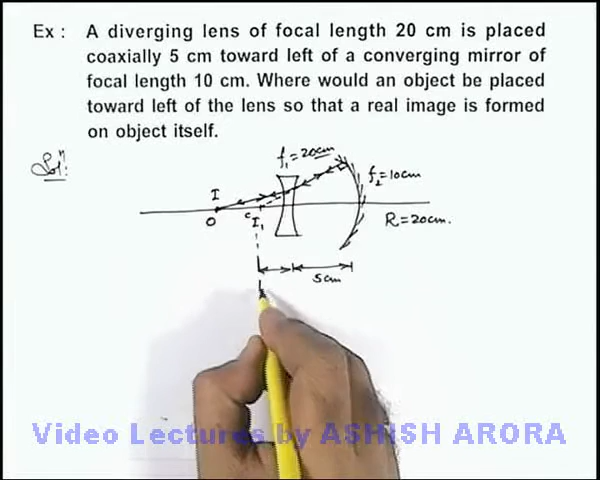 Ex : A diverging lens of focal length 20 cm is placed
coaxially 5 cm toward left of a converging mirror of
focal length 10 cm. Where would an object be placed
toward left of the lens so that a real image is formed
on object itself.
Solⁿ:
f₁=20cm
f₂=10cm
I
O
C
I₁
R=20cm.
5cm
Video Lectures by ASHISH ARORA